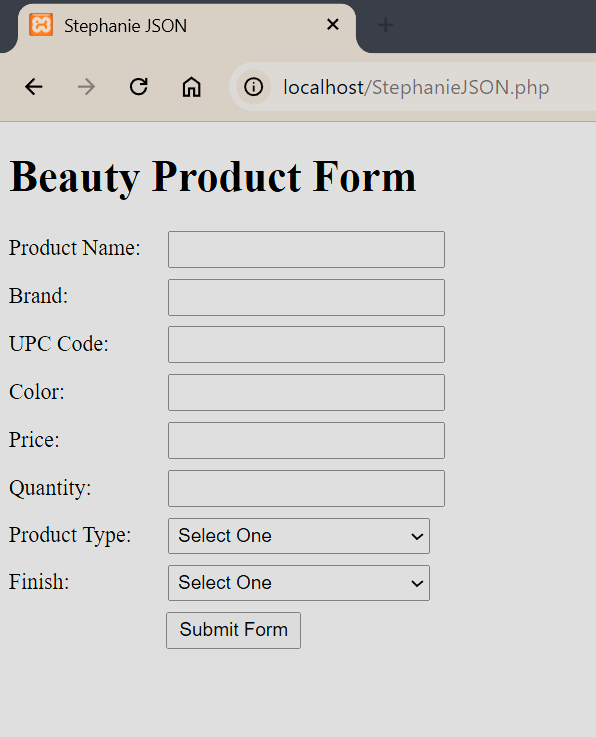 Stephanie JSON
localhost/StephanieJSON.php
Beauty Product Form
Product Name:
Brand:
UPC Code:
Color:
Price:
Quantity:
Product Type: Select One
Finish: Select One
Submit Form